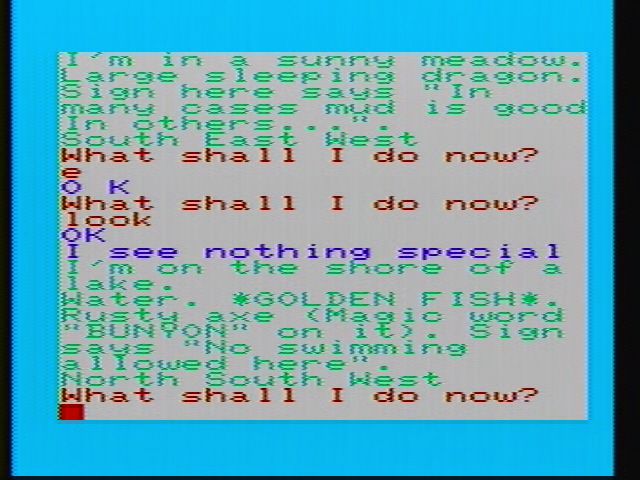 I'm in a sunny meadow.
Large sleeping dragon.
Sign here says "In
many cases mud is good
In others...".
South East West
What shall I do now?
e
O K
What shall I do now?
look
OK
I see nothing special
I'm on the shore of a
lake.
Water. *GOLDEN FISH*.
Rusty axe (Magic word
"BUNYON" on it). Sign
says "No swimming
allowed here".
North South West
What shall I do now?